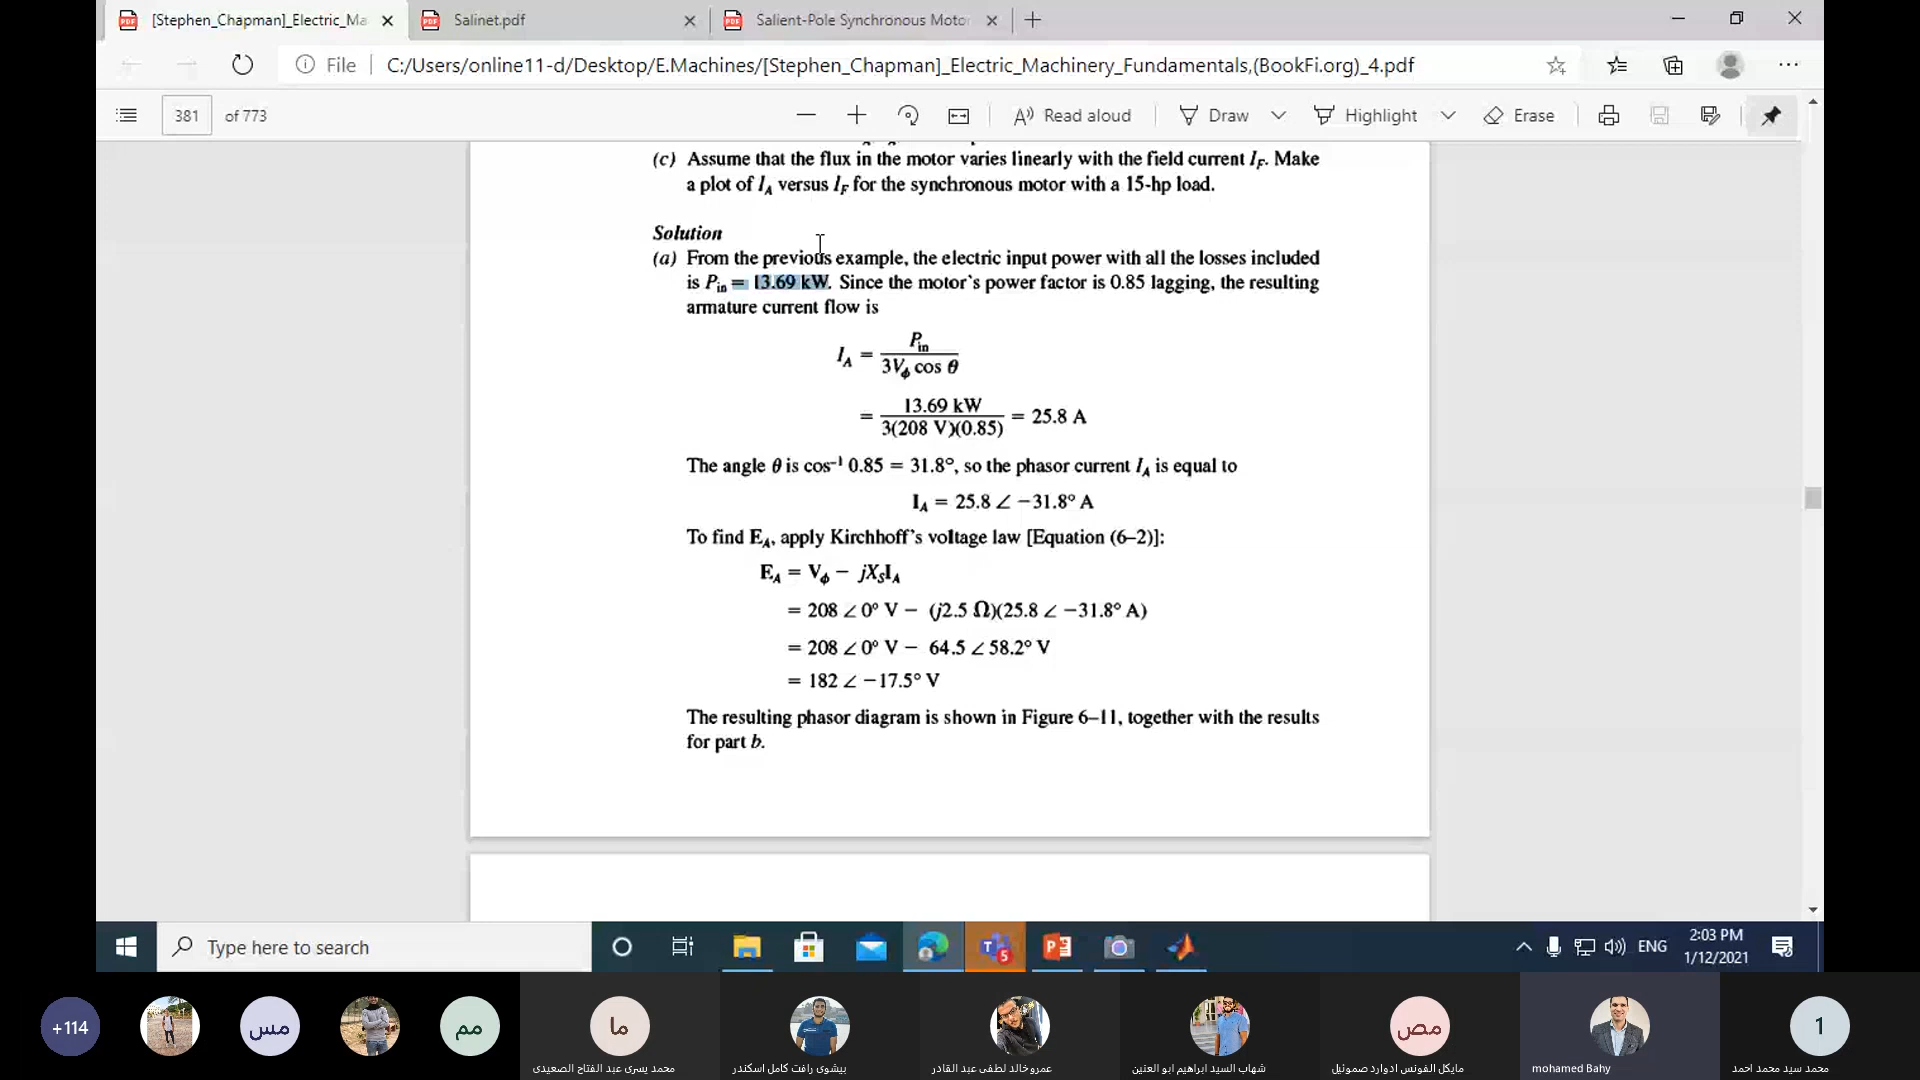 [Stephen_Chapman]_Electric_Ma
Salinet.pdf
Salient-Pole Synchronous Moto
File
C:/Users/online11-d/Desktop/E.Machines/[Stephen_Chapman]_Electric_Machinery_Fundamentals,(BookFi.org)_4.pdf
381 of 773
Read aloud
Draw
Highlight
Erase
(c) Assume that the flux in the motor varies linearly with the field current I_F. Make
a plot of I_A versus I_F for the synchronous motor with a 15-hp load.
Solution
(a) From the previous example, the electric input power with all the losses included
is P_in = 13.69 kW. Since the motor's power factor is 0.85 lagging, the resulting
armature current flow is
I_A = P_in / 3V_ϕ cos θ
= 13.69 kW / 3(208 V)(0.85) = 25.8 A
The angle θ is cos⁻¹ 0.85 = 31.8°, so the phasor current I_A is equal to
I_A = 25.8 ∠ −31.8° A
To find E_A, apply Kirchhoff's voltage law [Equation (6–2)]:
E_A = V_ϕ − jX_S I_A
= 208 ∠ 0° V − (j2.5 Ω)(25.8 ∠ −31.8° A)
= 208 ∠ 0° V − 64.5 ∠ 58.2° V
= 182 ∠ −17.5° V
The resulting phasor diagram is shown in Figure 6–11, together with the results
for part b.
Type here to search
5
ENG
2:03 PM
1/12/2021
+114
مس
مم
ما
مص
1
محمد يسرى عبد الفتاح الصعيدى
بيشوى رافت كامل اسكندر
عمروخالد لطفى عبد القادر
شهاب السيد ابراهيم ابو العنين
مايكل الفونس ادوارد صموئيل
mohamed Bahy
محمد سيد محمد احمد